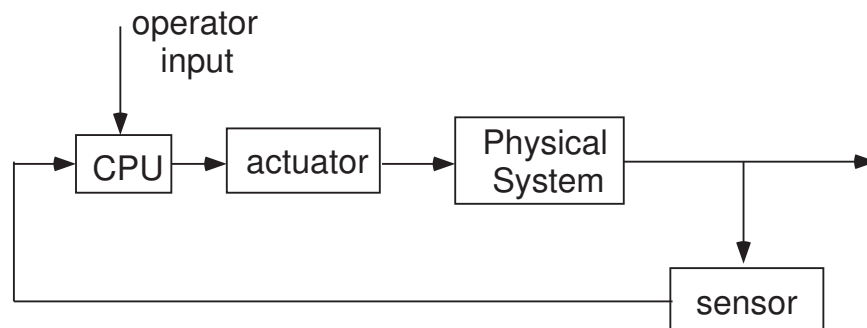 operator
input
CPU
actuator
Physical
System
sensor